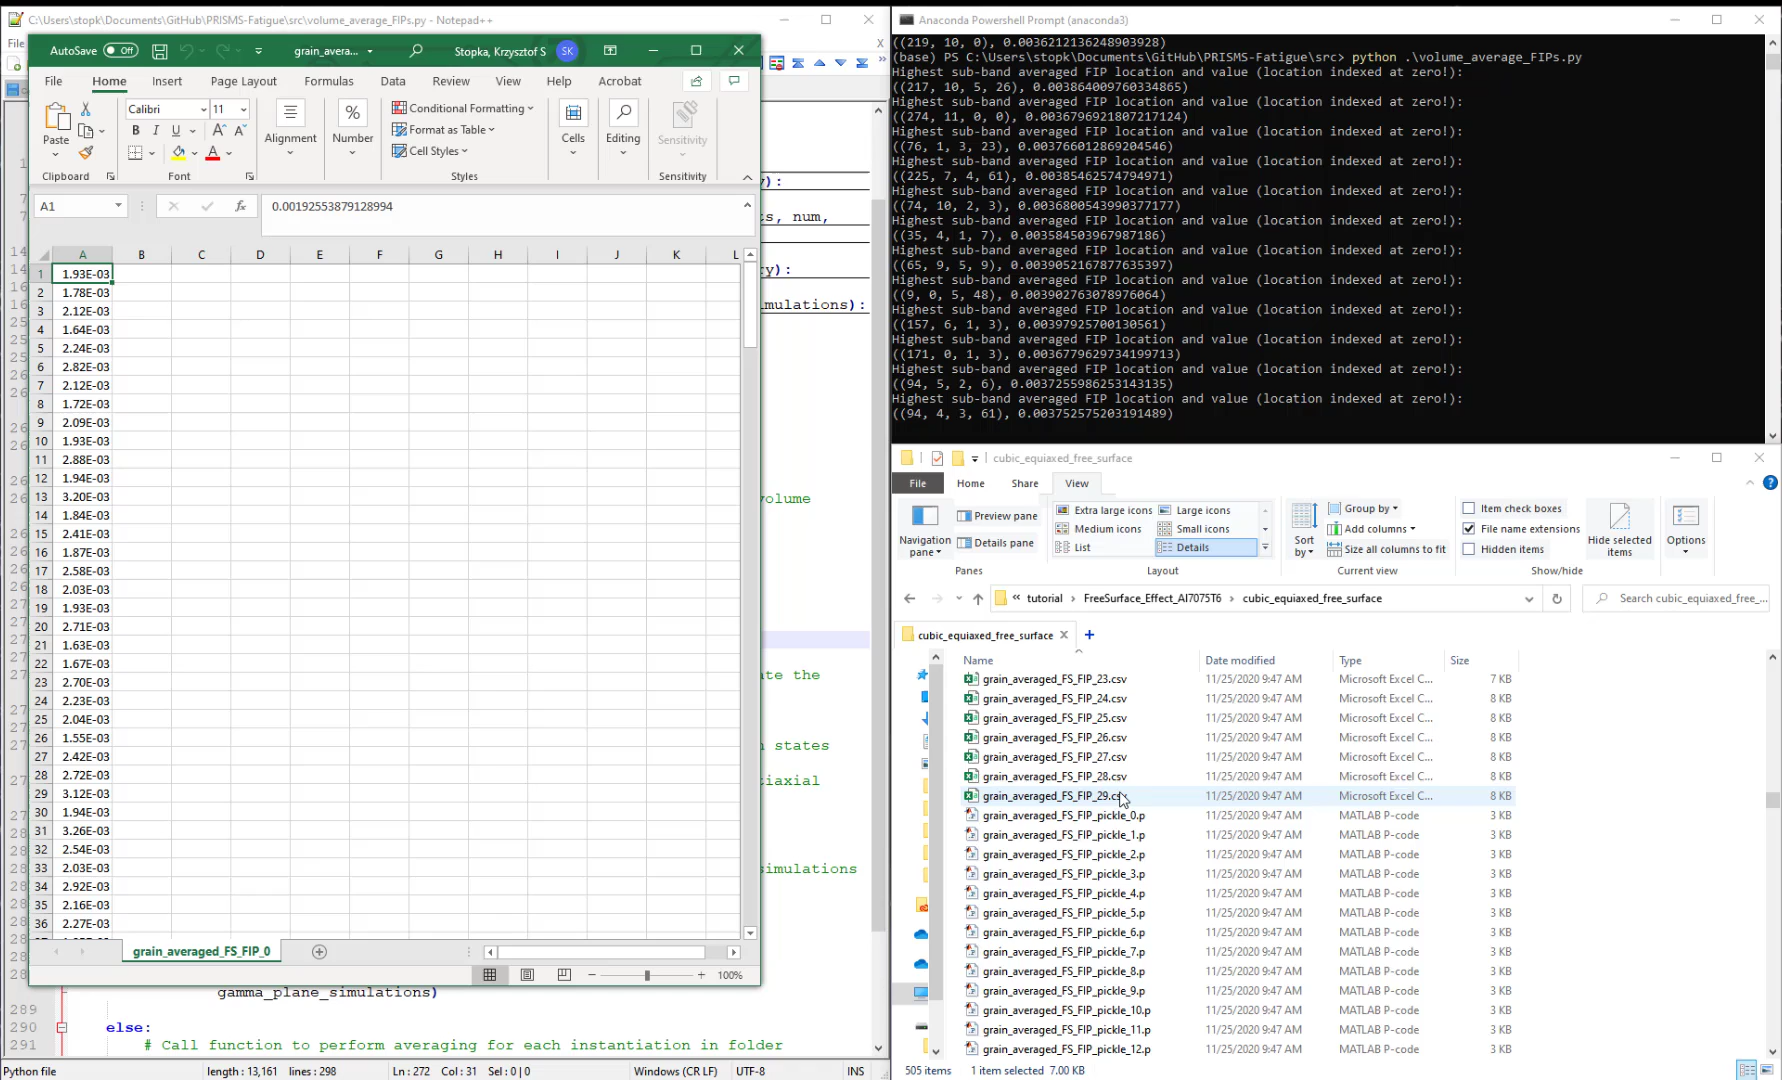 C:\Users\stopk\Documents\GitHub\PRISMS-Fatigue\src\volume_average_FIPs.py - Notepad++
File
AutoSave Off grain_avera... Stopka, Krzysztof S SK
File Home Insert Page Layout Formulas Data Review View Help Acrobat
Paste Calibri 11 B I U A A A
Alignment % Number
Conditional Formatting
Format as Table
Cell Styles
Cells Editing Sensitivity
Clipboard Font Styles Sensitivity
A1 fx 0.00192553879128994
A B C D E F G H I J K L
1 1.93E-03
2 1.78E-03
3 2.12E-03
4 1.64E-03
5 2.24E-03
6 2.82E-03
7 2.12E-03
8 1.72E-03
9 2.09E-03
10 1.93E-03
11 2.88E-03
12 1.94E-03
13 3.20E-03
14 1.84E-03
15 2.41E-03
16 1.87E-03
17 2.58E-03
18 2.03E-03
19 1.93E-03
20 2.71E-03
21 1.63E-03
22 1.67E-03
23 2.70E-03
24 2.23E-03
25 2.04E-03
26 1.55E-03
27 2.42E-03
28 2.72E-03
29 3.12E-03
30 1.94E-03
31 3.26E-03
32 2.54E-03
33 2.03E-03
34 2.92E-03
35 2.16E-03
36 2.27E-03
grain_averaged_FS_FIP_0
100%
y):
ts, num,
ry):
imulations):
volume
ate the
n states
tiaxial
simulations
gamma_plane_simulations)
289
290 else:
291 # Call function to perform averaging for each instantiation in folder
Python file length : 13,161 lines : 298 Ln : 272 Col : 31 Sel : 0 | 0 Windows (CR LF) UTF-8 INS
Anaconda Powershell Prompt (anaconda3)
((219, 10, 0), 0.0036212136248903928)
(base) PS C:\Users\stopk\Documents\GitHub\PRISMS-Fatigue\src> python .\volume_average_FIPs.py
Highest sub-band averaged FIP location and value (location indexed at zero!):
((217, 10, 5, 26), 0.003864009760334865)
Highest sub-band averaged FIP location and value (location indexed at zero!):
((274, 11, 0, 0), 0.0036796921807217124)
Highest sub-band averaged FIP location and value (location indexed at zero!):
((76, 1, 3, 23), 0.003766012869204546)
Highest sub-band averaged FIP location and value (location indexed at zero!):
((225, 7, 4, 61), 0.003854625747949​71)
Highest sub-band averaged FIP location and value (location indexed at zero!):
((74, 10, 2, 3), 0.0036800543990377177)
Highest sub-band averaged FIP location and value (location indexed at zero!):
((35, 4, 1, 7), 0.003584503967987186)
Highest sub-band averaged FIP location and value (location indexed at zero!):
((65, 9, 5, 9), 0.0039052167877635397)
Highest sub-band averaged FIP location and value (location indexed at zero!):
((9, 0, 5, 48), 0.003902763078976064)
Highest sub-band averaged FIP location and value (location indexed at zero!):
((157, 6, 1, 3), 0.00397925700130561)
Highest sub-band averaged FIP location and value (location indexed at zero!):
((171, 0, 1, 3), 0.0036779629734199713)
Highest sub-band averaged FIP location and value (location indexed at zero!):
((94, 5, 2, 6), 0.0037255986253143135)
Highest sub-band averaged FIP location and value (location indexed at zero!):
((94, 4, 3, 61), 0.003752575203191489)
cubic_equiaxed_free_surface
File Home Share View
Navigation pane Preview pane Details pane
Extra large icons Large icons
Medium icons Small icons
List Details
Sort by Group by Add columns Size all columns to fit
Item check boxes
File name extensions
Hidden items
Hide selected items Options
Panes Layout Current view Show/hide
« tutorial > FreeSurface_Effect_Al7075T6 > cubic_equiaxed_free_surface Search cubic_equiaxed_free_...
cubic_equiaxed_free_surface
Name Date modified Type Size
grain_averaged_FS_FIP_23.csv 11/25/2020 9:47 AM Microsoft Excel C... 7 KB
grain_averaged_FS_FIP_24.csv 11/25/2020 9:47 AM Microsoft Excel C... 8 KB
grain_averaged_FS_FIP_25.csv 11/25/2020 9:47 AM Microsoft Excel C... 8 KB
grain_averaged_FS_FIP_26.csv 11/25/2020 9:47 AM Microsoft Excel C... 8 KB
grain_averaged_FS_FIP_27.csv 11/25/2020 9:47 AM Microsoft Excel C... 8 KB
grain_averaged_FS_FIP_28.csv 11/25/2020 9:47 AM Microsoft Excel C... 8 KB
grain_averaged_FS_FIP_29.csv 11/25/2020 9:47 AM Microsoft Excel C... 8 KB
grain_averaged_FS_FIP_pickle_0.p 11/25/2020 9:47 AM MATLAB P-code 3 KB
grain_averaged_FS_FIP_pickle_1.p 11/25/2020 9:47 AM MATLAB P-code 3 KB
grain_averaged_FS_FIP_pickle_2.p 11/25/2020 9:47 AM MATLAB P-code 3 KB
grain_averaged_FS_FIP_pickle_3.p 11/25/2020 9:47 AM MATLAB P-code 3 KB
grain_averaged_FS_FIP_pickle_4.p 11/25/2020 9:47 AM MATLAB P-code 3 KB
grain_averaged_FS_FIP_pickle_5.p 11/25/2020 9:47 AM MATLAB P-code 3 KB
grain_averaged_FS_FIP_pickle_6.p 11/25/2020 9:47 AM MATLAB P-code 3 KB
grain_averaged_FS_FIP_pickle_7.p 11/25/2020 9:47 AM MATLAB P-code 3 KB
grain_averaged_FS_FIP_pickle_8.p 11/25/2020 9:47 AM MATLAB P-code 3 KB
grain_averaged_FS_FIP_pickle_9.p 11/25/2020 9:47 AM MATLAB P-code 3 KB
grain_averaged_FS_FIP_pickle_10.p 11/25/2020 9:47 AM MATLAB P-code 3 KB
grain_averaged_FS_FIP_pickle_11.p 11/25/2020 9:47 AM MATLAB P-code 3 KB
grain_averaged_FS_FIP_pickle_12.p 11/25/2020 9:47 AM MATLAB P-code 3 KB
505 items 1 item selected 7.00 KB